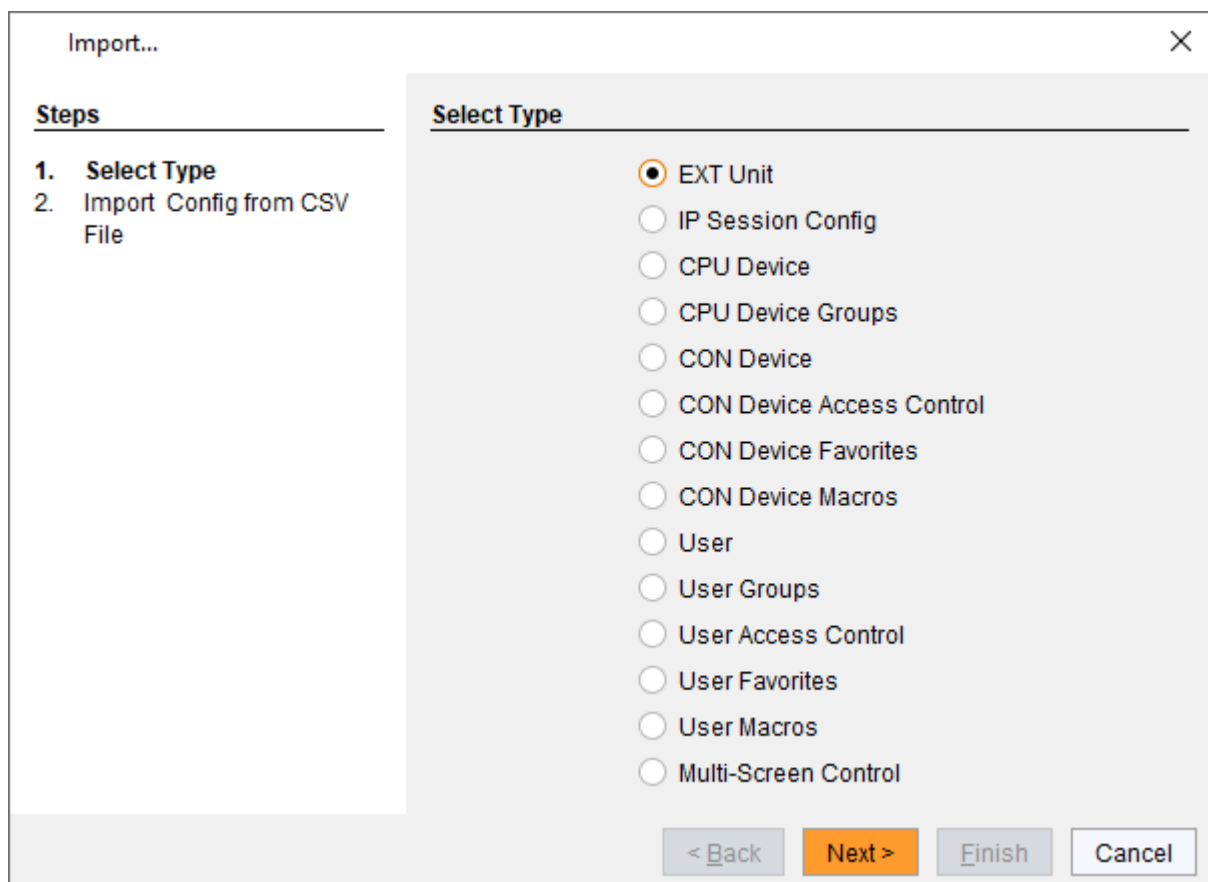 Import...
Steps
1. Select Type
2. Import Config from CSV
File
Select Type
EXT Unit
IP Session Config
CPU Device
CPU Device Groups
CON Device
CON Device Access Control
CON Device Favorites
CON Device Macros
User
User Groups
User Access Control
User Favorites
User Macros
Multi-Screen Control
< Back Next > Finish Cancel